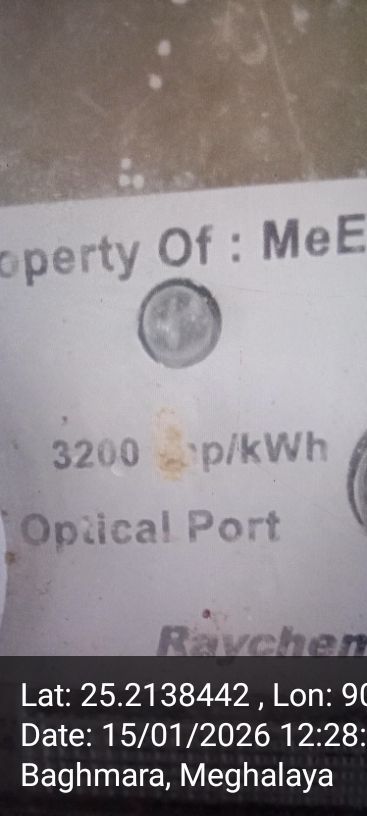 operty Of : MeE
3200 p/kWh
Optical Port
Raychem
Lat: 25.2138442 , Lon: 90
Date: 15/01/2026 12:28:
Baghmara, Meghalaya